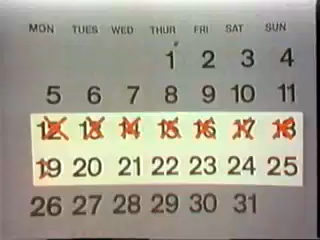 MON TUES WED THUR FRI SAT SUN
1 2 3 4
5 6 7 8 9 10 11
12 13 14 15 16 17 18
19 20 21 22 23 24 25
26 27 28 29 30 31